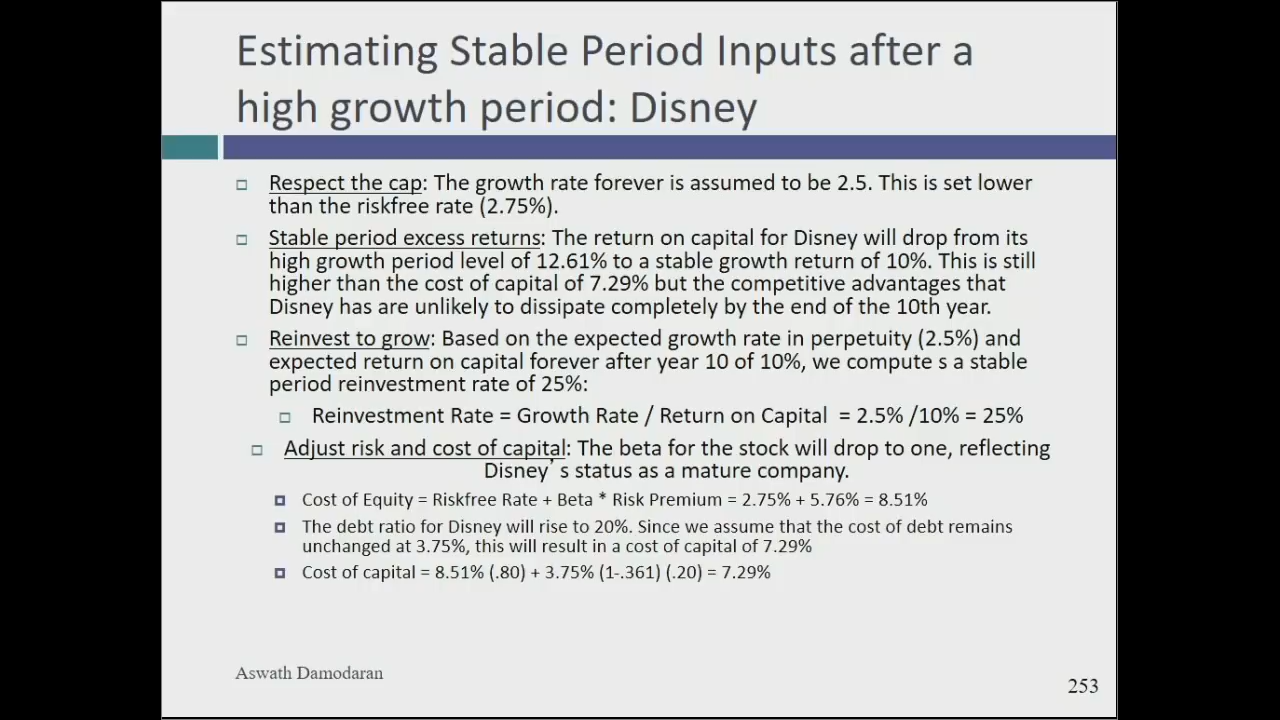 Estimating Stable Period Inputs after a
high growth period: Disney
Respect the cap: The growth rate forever is assumed to be 2.5. This is set lower
than the riskfree rate (2.75%).
Stable period excess returns: The return on capital for Disney will drop from its
high growth period level of 12.61% to a stable growth return of 10%. This is still
higher than the cost of capital of 7.29% but the competitive advantages that
Disney has are unlikely to dissipate completely by the end of the 10th year.
Reinvest to grow: Based on the expected growth rate in perpetuity (2.5%) and
expected return on capital forever after year 10 of 10%, we compute s a stable
period reinvestment rate of 25%:
Reinvestment Rate = Growth Rate / Return on Capital = 2.5% /10% = 25%
Adjust risk and cost of capital: The beta for the stock will drop to one, reflecting
Disney’ s status as a mature company.
Cost of Equity = Riskfree Rate + Beta * Risk Premium = 2.75% + 5.76% = 8.51%
The debt ratio for Disney will rise to 20%. Since we assume that the cost of debt remains
unchanged at 3.75%, this will result in a cost of capital of 7.29%
Cost of capital = 8.51% (.80) + 3.75% (1-.361) (.20) = 7.29%
Aswath Damodaran
253